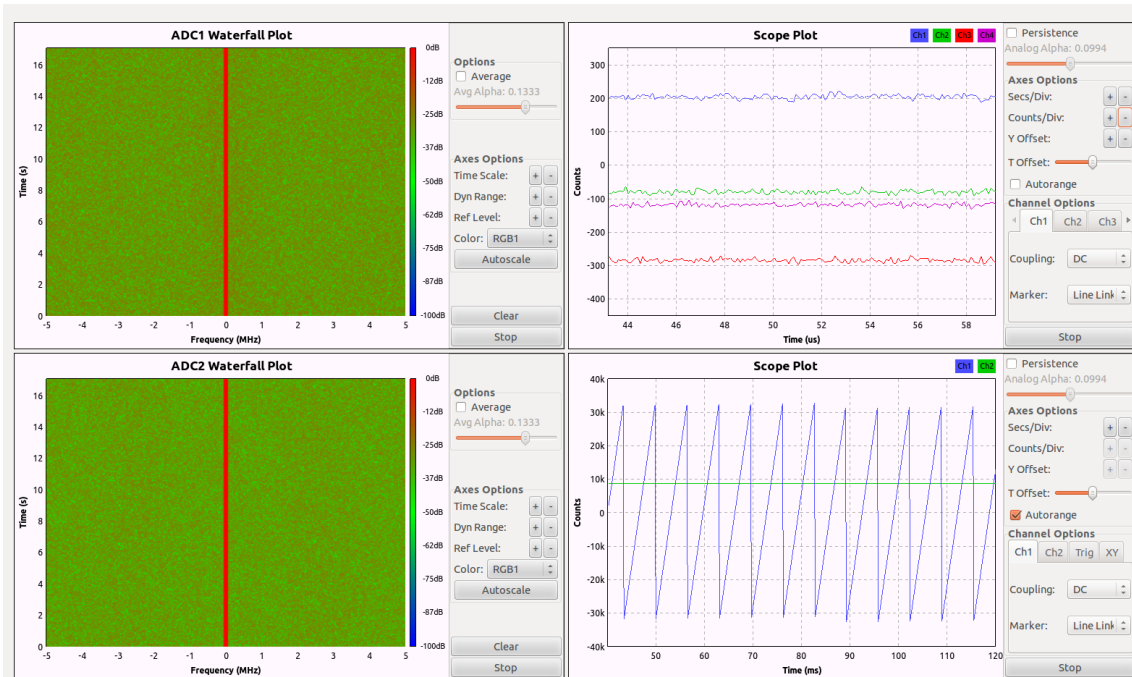 ADC1 Waterfall Plot
Time (s)
16
14
12
10
8
6
4
2
0
-5 -4 -3 -2 -1 0 1 2 3 4 5
Frequency (MHz)
0dB
-12dB
-25dB
-37dB
-50dB
-62dB
-75dB
-87dB
-100dB
Options
Average
Avg Alpha: 0.1333
Axes Options
Time Scale: + -
Dyn Range: + -
Ref Level: + -
Color: RGB1
Autoscale
Clear
Stop
Scope Plot
Ch1 Ch2 Ch3 Ch4
Counts
300
200
100
0
-100
-200
-300
-400
44 46 48 50 52 54 56 58
Time (us)
Persistence
Analog Alpha: 0.0994
Axes Options
Secs/Div: + -
Counts/Div: + -
Y Offset: + -
T Offset:
Autorange
Channel Options
Ch1 Ch2 Ch3
Coupling: DC
Marker: Line Link
Stop
ADC2 Waterfall Plot
Time (s)
16
14
12
10
8
6
4
2
0
-5 -4 -3 -2 -1 0 1 2 3 4 5
Frequency (MHz)
0dB
-12dB
-25dB
-37dB
-50dB
-62dB
-75dB
-87dB
-100dB
Options
Average
Avg Alpha: 0.1333
Axes Options
Time Scale: + -
Dyn Range: + -
Ref Level: + -
Color: RGB1
Autoscale
Clear
Stop
Scope Plot
Ch1 Ch2
Counts
40k
30k
20k
10k
0
-10k
-20k
-30k
-40k
50 60 70 80 90 100 110 120
Time (ms)
Persistence
Analog Alpha: 0.0994
Axes Options
Secs/Div: + -
Counts/Div: + -
Y Offset: + -
T Offset:
Autorange
Channel Options
Ch1 Ch2 Trig XY
Coupling: DC
Marker: Line Link
Stop